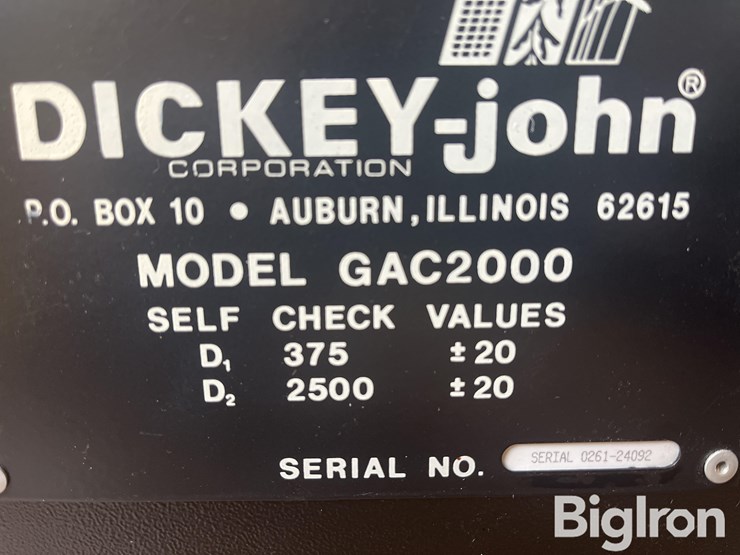 DICKEY-john®
CORPORATION
P.O. BOX 10 • AUBURN, ILLINOIS 62615
MODEL GAC2000
SELF CHECK VALUES
D₁ 375 ±20
D₂ 2500 ±20
SERIAL NO. SERIAL 0261-24092
BigIron